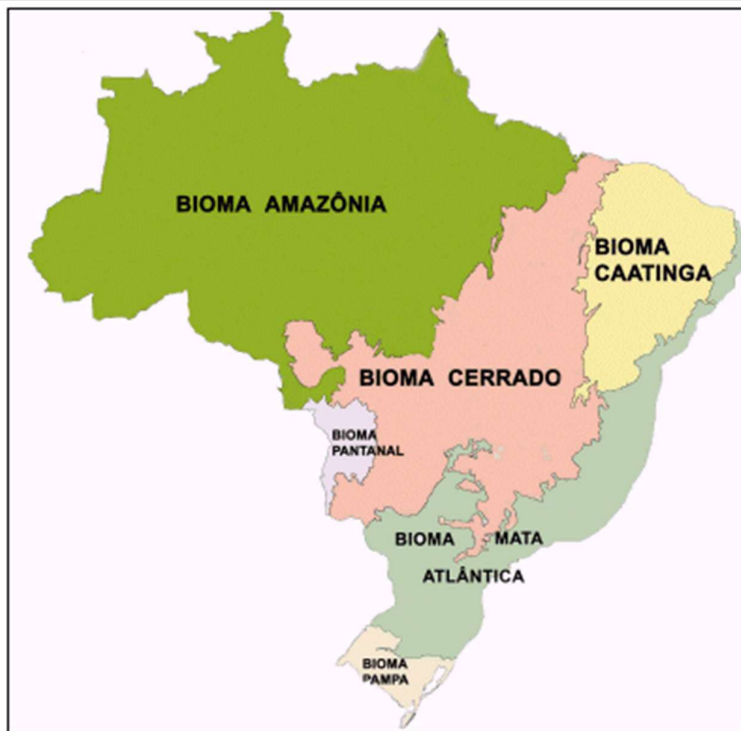 BIOMA AMAZÔNIA
BIOMA
CAATINGA
BIOMA CERRADO
BIOMA
PANTANAL
BIOMA MATA
ATLÂNTICA
BIOMA
PAMPA